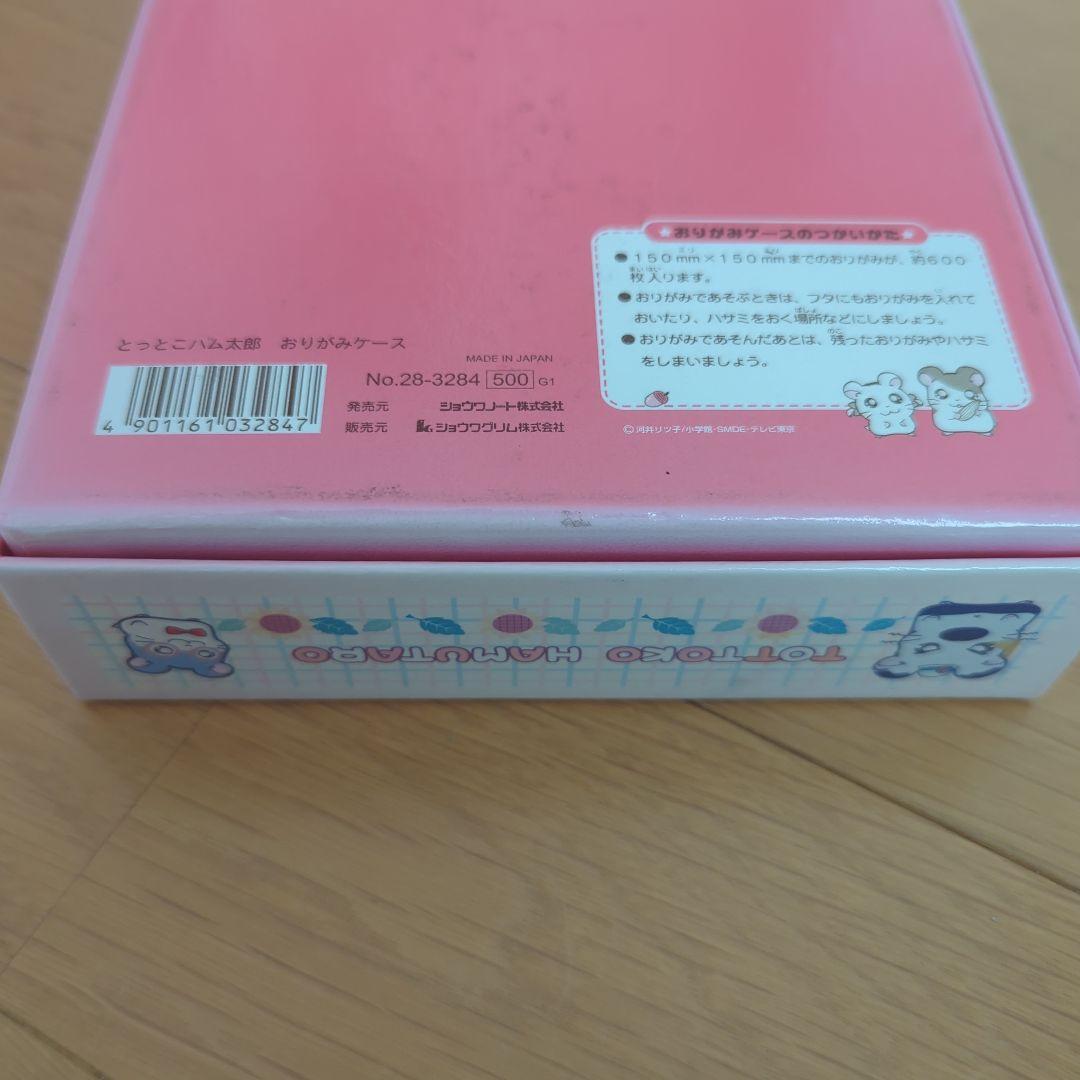 おりがみケースのつかいかた
●150mm×150mmまでのおりがみが、約600
枚入ります。
●おりがみであそぶときは、フタにもおりがみを入れて
おいたり、ハサミをおく場所などにしましょう。
●おりがみであそんだあとは、残ったおりがみやハサミ
をしまいましょう。
とっとこハム太郎 おりがみケース
MADE IN JAPAN
No.28-3284 500 G1
発売元 ショウワノート株式会社
販売元 ショウワグリム株式会社
4 901161 032847
©河井リツ子/小学館・SMDE・テレビ東京
TOTTOKO HAMUTARO